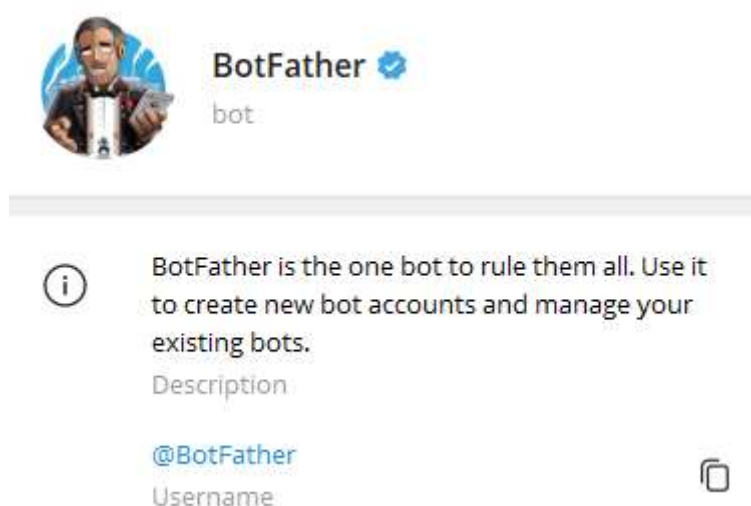 BotFather
bot
BotFather is the one bot to rule them all. Use it
to create new bot accounts and manage your
existing bots.
Description
@BotFather
Username